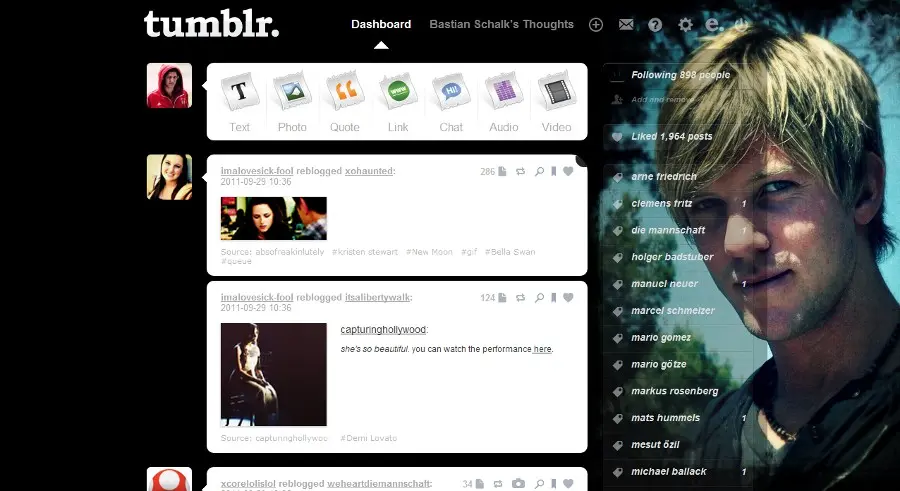 tumblr.
Dashboard
Bastian Schalk's Thoughts
T
www
Hi!
Text
Photo
Quote
Link
Chat
Audio
Video
imalovesick-fool reblogged xohaunted:
286
2011-09-29 10:36
Source: absofreakinlutely #kristen stewart #New Moon #gif #Bella Swan
#queue
imalovesick-fool reblogged itsalibertywalk:
124
2011-09-29 10:36
capturinghollywood:
she's so beautiful. you can watch the performance here.
Source: capturinghollywoo #Demi Lovato
xcorelolislol reblogged weheartdiemannschaft:
34
Following 898 people
Add and remove
Liked 1,964 posts
arne friedrich
clemens fritz 1
die mannschaft
holger badstuber
manuel neuer 1
marcel schmelzer
mario gomez
mario götze
markus rosenberg
mats hummels 1
mesut özil
michael ballack 1